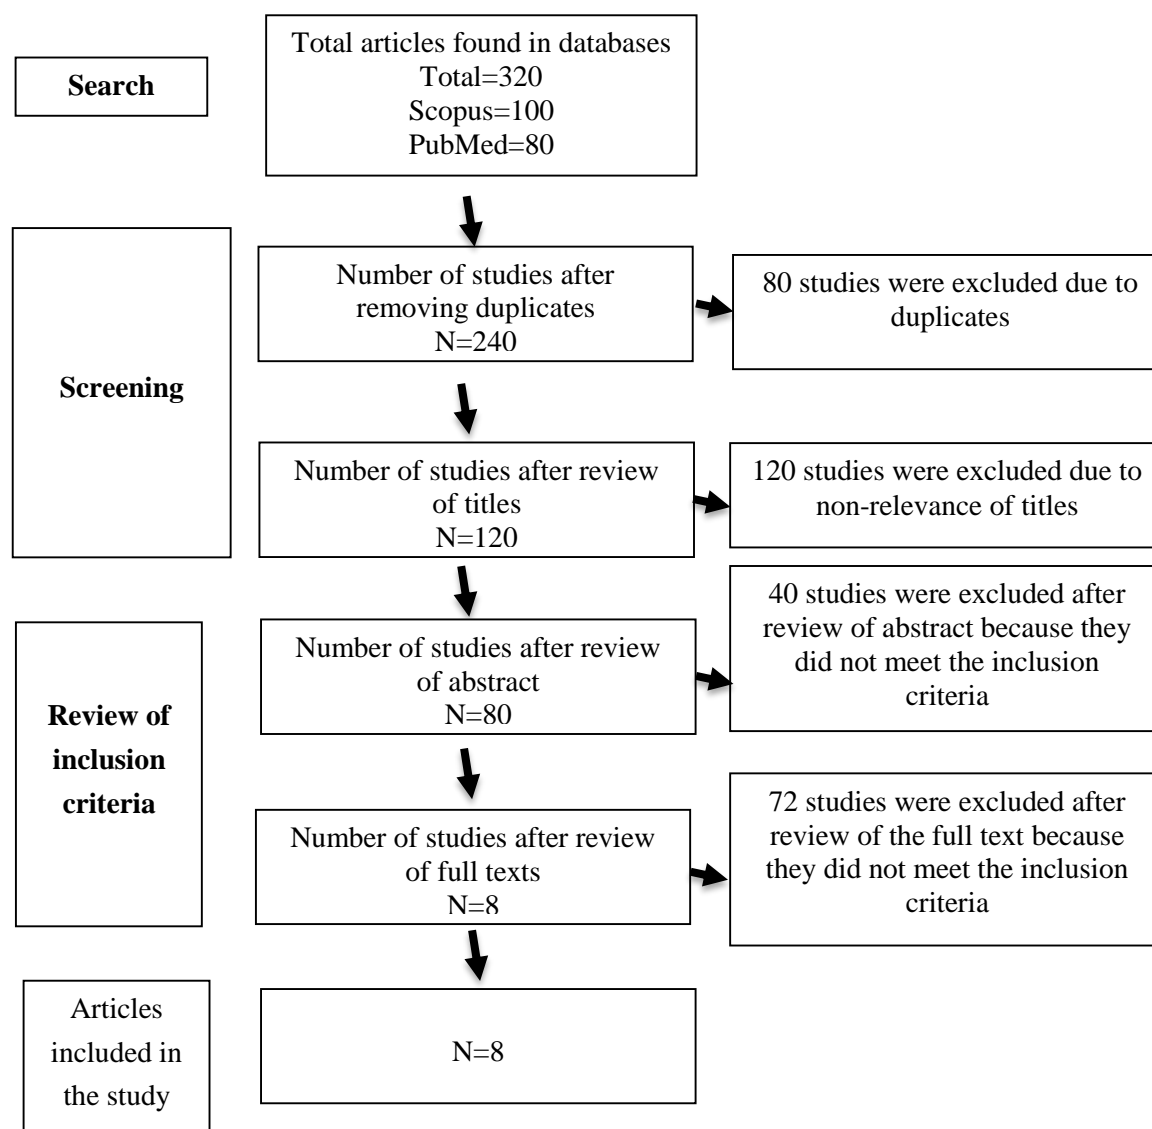 Search
Total articles found in databases
Total=320
Scopus=100
PubMed=80
Screening
Number of studies after
removing duplicates
N=240
80 studies were excluded due to
duplicates
Number of studies after review
of titles
N=120
120 studies were excluded due to
non-relevance of titles
Review of
inclusion
criteria
Number of studies after review
of abstract
N=80
40 studies were excluded after
review of abstract because they
did not meet the inclusion
criteria
Number of studies after review
of full texts
N=8
72 studies were excluded after
review of the full text because
they did not meet the inclusion
criteria
Articles
included in
the study
N=8